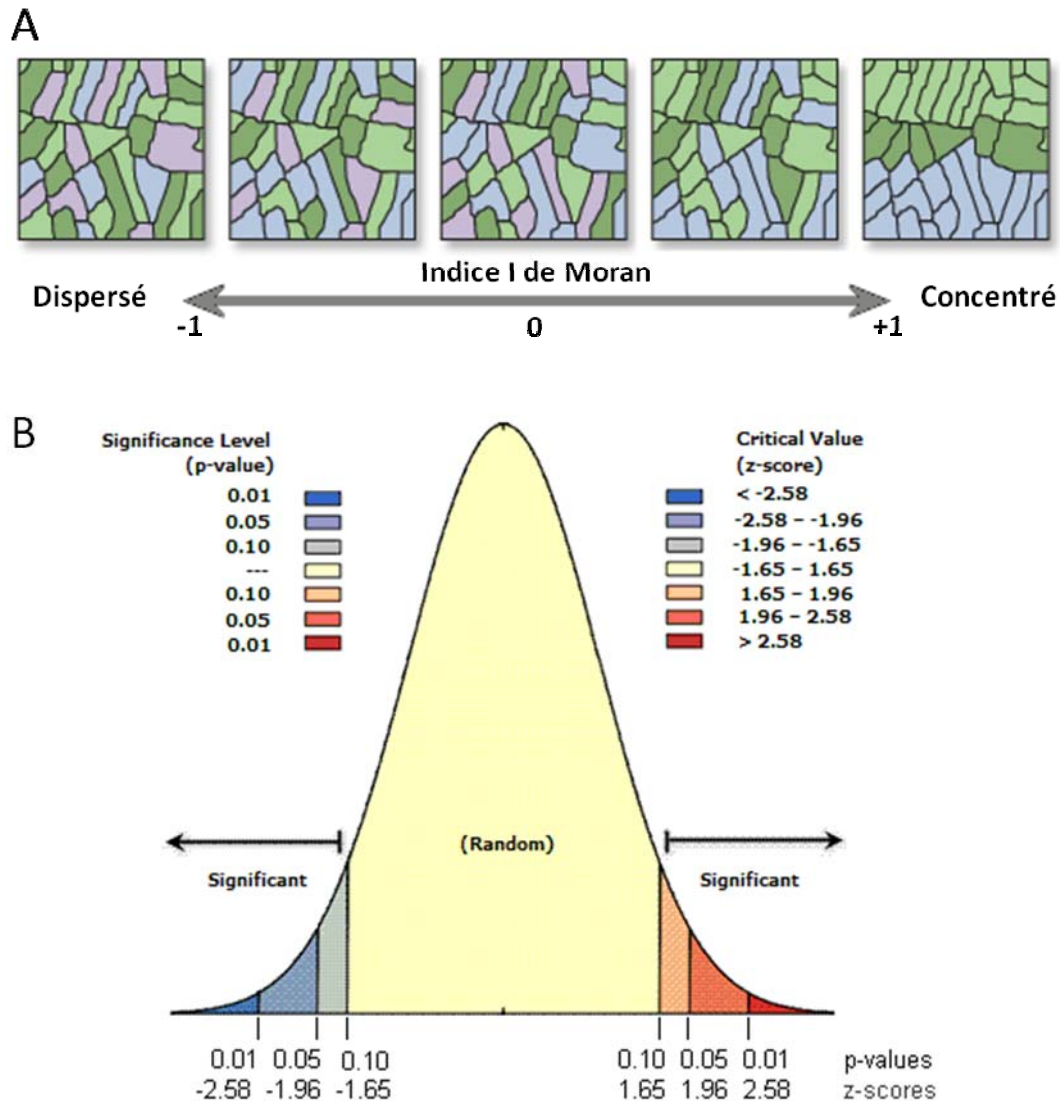 A
Indice I de Moran
Dispersé
Concentré
-1
0
+1
B
Significance Level
(p-value)
0.01
0.05
0.10
---
0.10
0.05
0.01
Critical Value
(z-score)
< -2.58
-2.58 – -1.96
-1.96 – -1.65
-1.65 – 1.65
1.65 – 1.96
1.96 – 2.58
> 2.58
(Random)
Significant
Significant
0.01 0.05 0.10 0.10 0.05 0.01 p-values
-2.58 -1.96 -1.65 1.65 1.96 2.58 z-scores